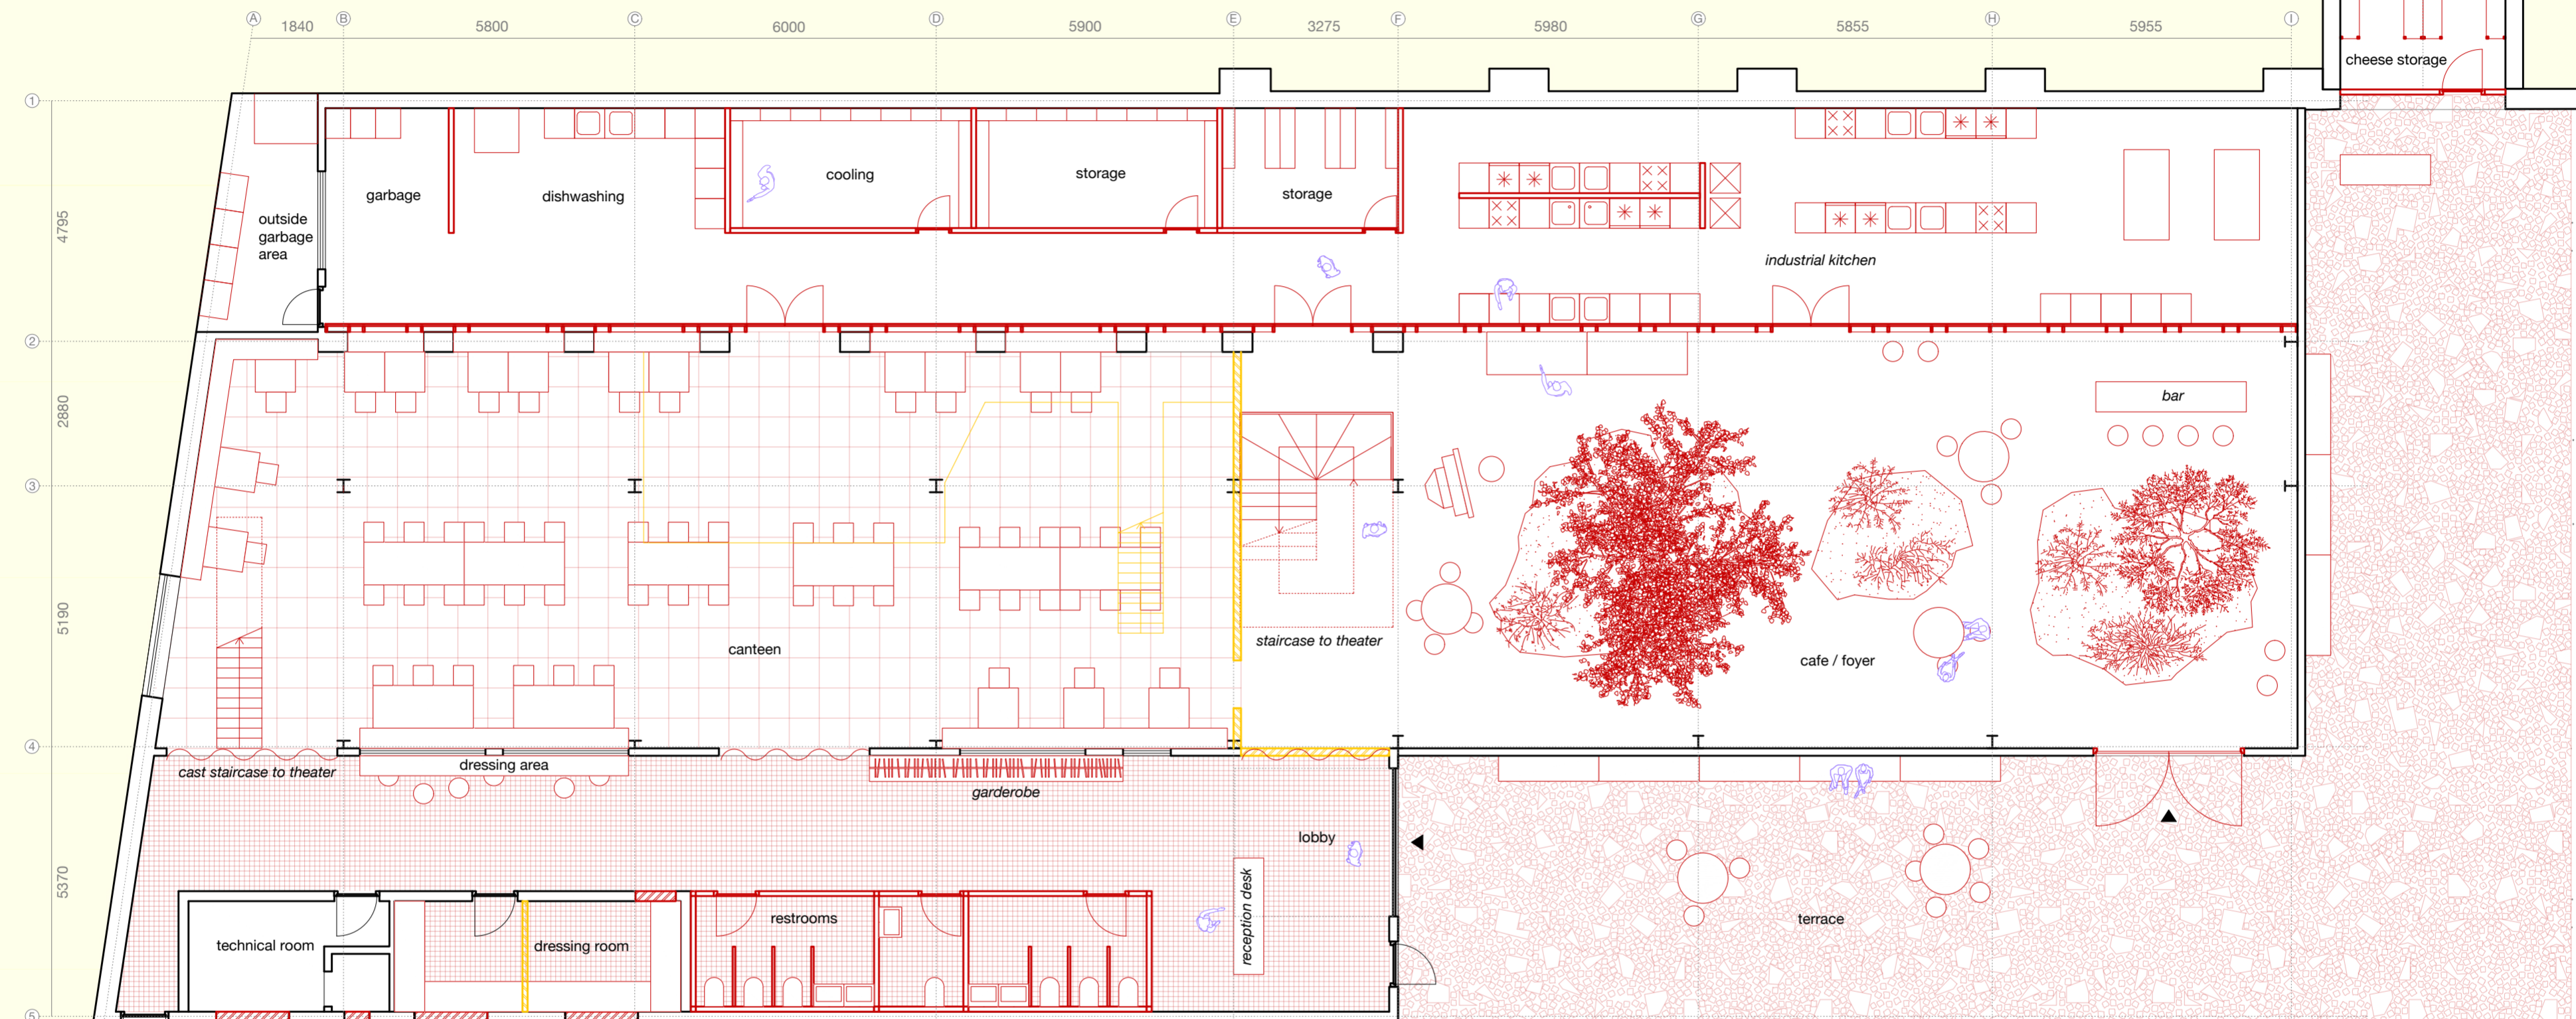 A 1840 B 5800 C 6000 D 5900 E 3275 F 5980 G 5855 H 5955 I
cheese storage
1
garbage
dishwashing
cooling
storage
storage
outside
garbage
area
4795
industrial kitchen
2
2880
bar
3
5190
canteen
staircase to theater
cafe / foyer
4
cast staircase to theater
dressing area
garderobe
lobby
5370
reception desk
technical room
dressing room
restrooms
terrace
5